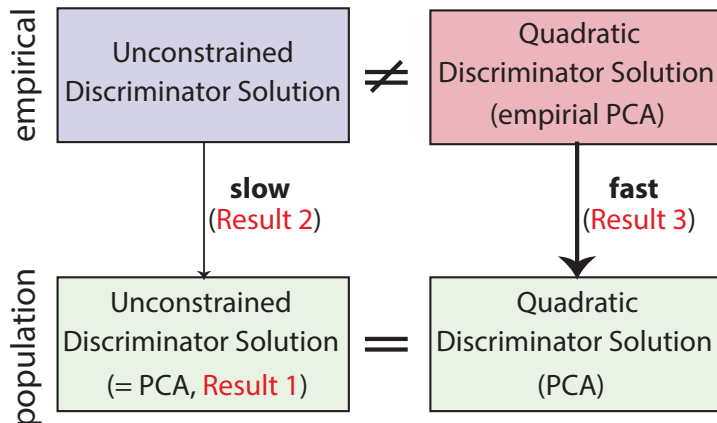 empirical
Unconstrained
Discriminator Solution
≠
Quadratic
Discriminator Solution
(empirial PCA)
slow
(Result 2)
fast
(Result 3)
population
Unconstrained
Discriminator Solution
(= PCA, Result 1)
=
Quadratic
Discriminator Solution
(PCA)